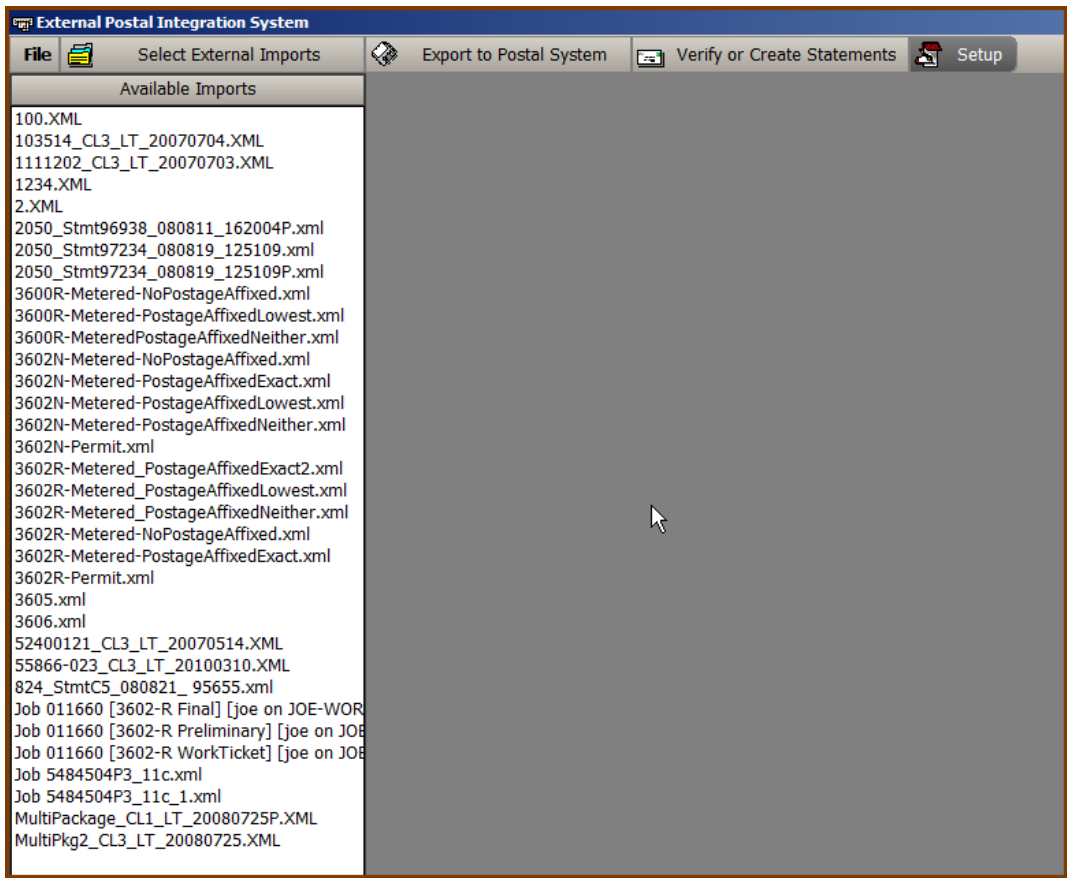 External Postal Integration System
File Select External Imports Export to Postal System Verify or Create Statements Setup
Available Imports
100.XML
103514_CL3_LT_20070704.XML
1111202_CL3_LT_20070703.XML
1234.XML
2.XML
2050_Stmt96938_080811_162004P.xml
2050_Stmt97234_080819_125109.xml
2050_Stmt97234_080819_125109P.xml
3600R-Metered-NoPostageAffixed.xml
3600R-Metered-PostageAffixedLowest.xml
3600R-MeteredPostageAffixedNeither.xml
3602N-Metered-NoPostageAffixed.xml
3602N-Metered-PostageAffixedExact.xml
3602N-Metered-PostageAffixedLowest.xml
3602N-Metered-PostageAffixedNeither.xml
3602N-Permit.xml
3602R-Metered_PostageAffixedExact2.xml
3602R-Metered_PostageAffixedLowest.xml
3602R-Metered_PostageAffixedNeither.xml
3602R-Metered-NoPostageAffixed.xml
3602R-Metered-PostageAffixedExact.xml
3602R-Permit.xml
3605.xml
3606.xml
52400121_CL3_LT_20070514.XML
55866-023_CL3_LT_20100310.XML
824_StmtC5_080821_ 95655.xml
Job 011660 [3602-R Final] [joe on JOE-WOR
Job 011660 [3602-R Preliminary] [joe on JOE
Job 011660 [3602-R WorkTicket] [joe on JOE
Job 5484504P3_11c.xml
Job 5484504P3_11c_1.xml
MultiPackage_CL1_LT_20080725P.XML
MultiPkg2_CL3_LT_20080725.XML